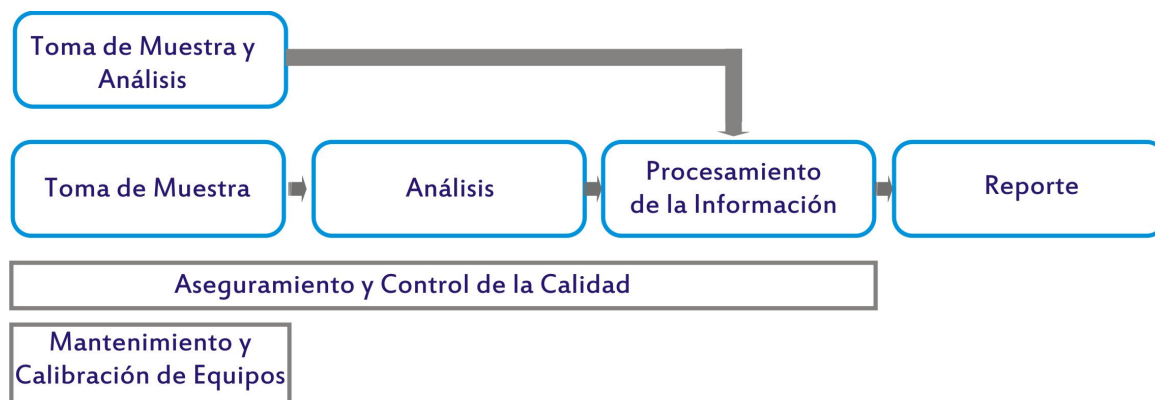 Toma de Muestra y
Análisis
Toma de Muestra
Análisis
Procesamiento
de la Información
Reporte
Aseguramiento y Control de la Calidad
Mantenimiento y
Calibración de Equipos